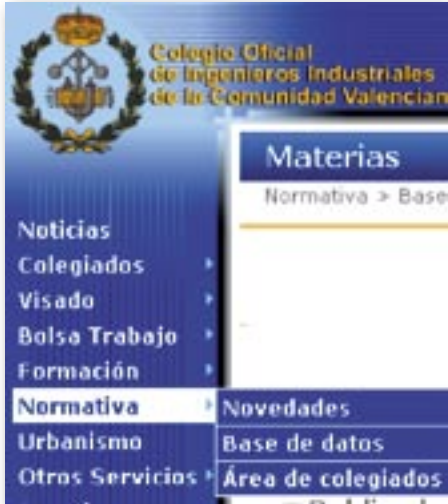 Colegio Oficial
de Ingenieros Industriales
de la Comunidad Valencian
Materias
Normativa > Base
Noticias
Colegiados
Visado
Bolsa Trabajo
Formación
Normativa
Novedades
Urbanismo
Base de datos
Otros Servicios
Área de colegiados